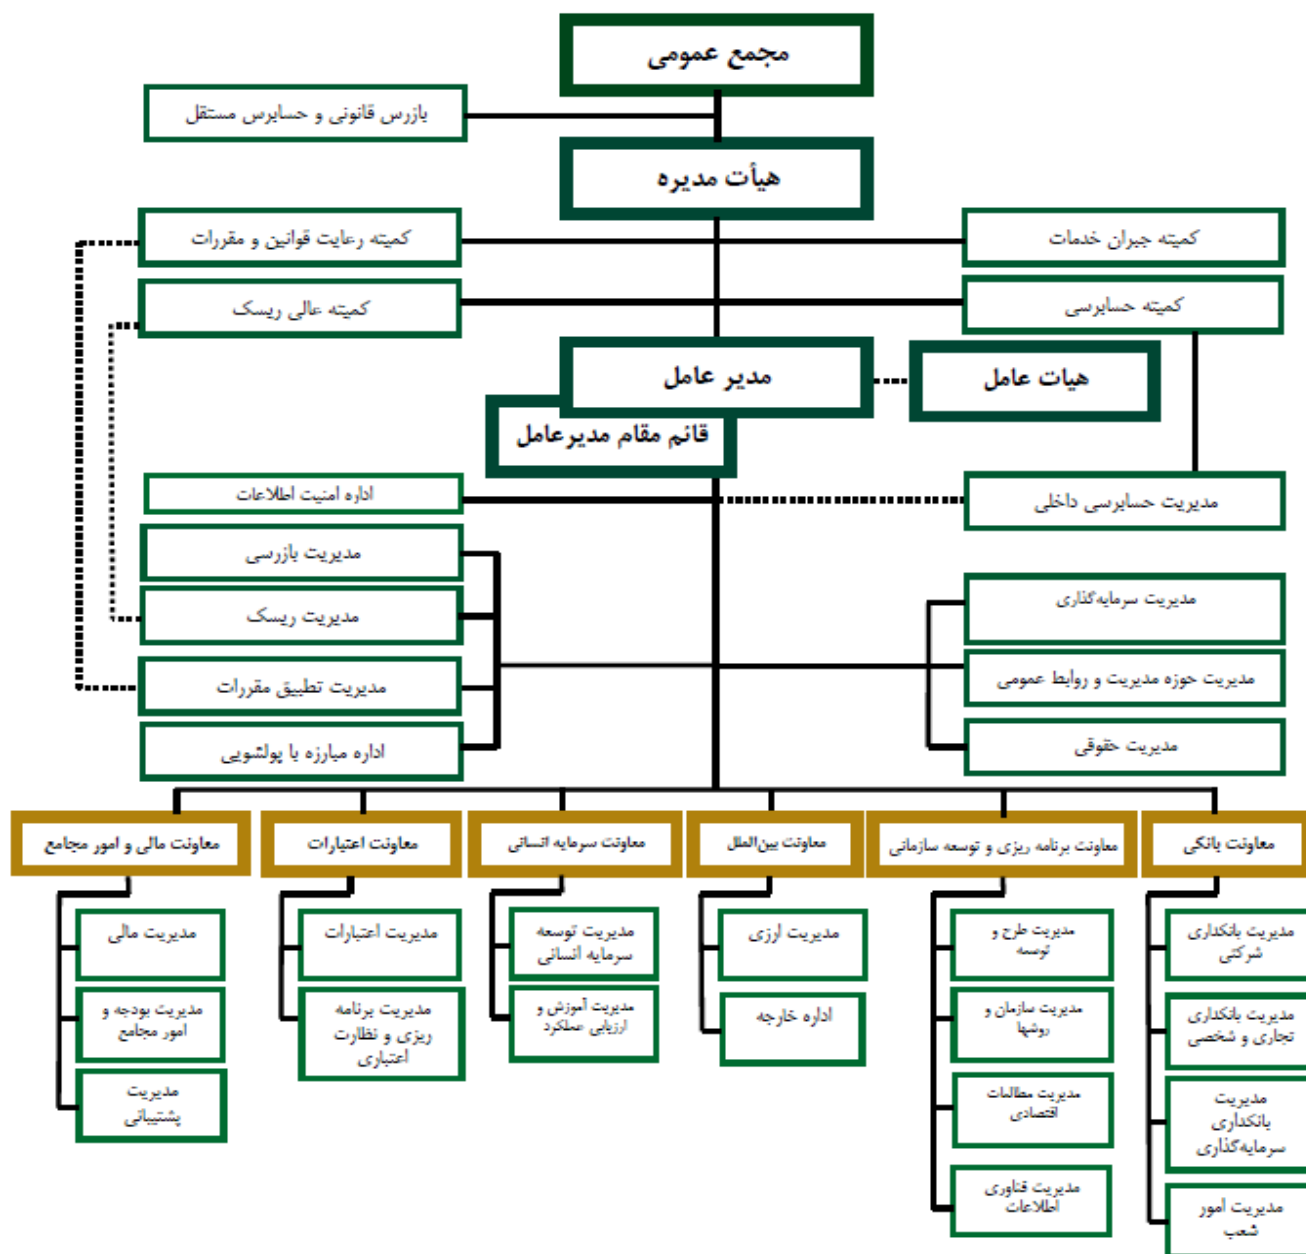 مجمع عمومی
بازرس قانونی و حسابرس مستقل
هیأت مدیره
کمیته جبران خدمات
کمیته رعایت قوانین و مقررات
کمیته حسابرسی
کمیته عالی ریسک
مدیر عامل
هیات عامل
قائم مقام مدیرعامل
مدیریت حسابرسی داخلی
اداره امنیت اطلاعات
مدیریت بازرسی
مدیریت سرمایه‌گذاری
مدیریت ریسک
مدیریت حوزه مدیریت و روابط عمومی
مدیریت تطبیق مقررات
مدیریت حقوقی
اداره مبارزه با پولشویی
معاونت بانکی
معاونت برنامه ریزی و توسعه سازمانی
معاونت بین‌الملل
معاونت سرمایه انسانی
معاونت اعتبارات
معاونت مالی و امور مجامع
مدیریت بانکداری
شرکتی
مدیریت بانکداری
تجاری و شخصی
مدیریت
بانکداری
سرمایه‌گذاری
مدیریت امور
شعب
مدیریت طرح و
توسعه
مدیریت سازمان و
روشها
مدیریت مطالعات
اقتصادی
مدیریت فناوری
اطلاعات
مدیریت ارزی
اداره خارجه
مدیریت توسعه
سرمایه انسانی
مدیریت آموزش و
ارزیابی عملکرد
مدیریت اعتبارات
مدیریت برنامه
ریزی و نظارت
اعتباری
مدیریت مالی
مدیریت بودجه و
امور مجامع
مدیریت
پشتیبانی